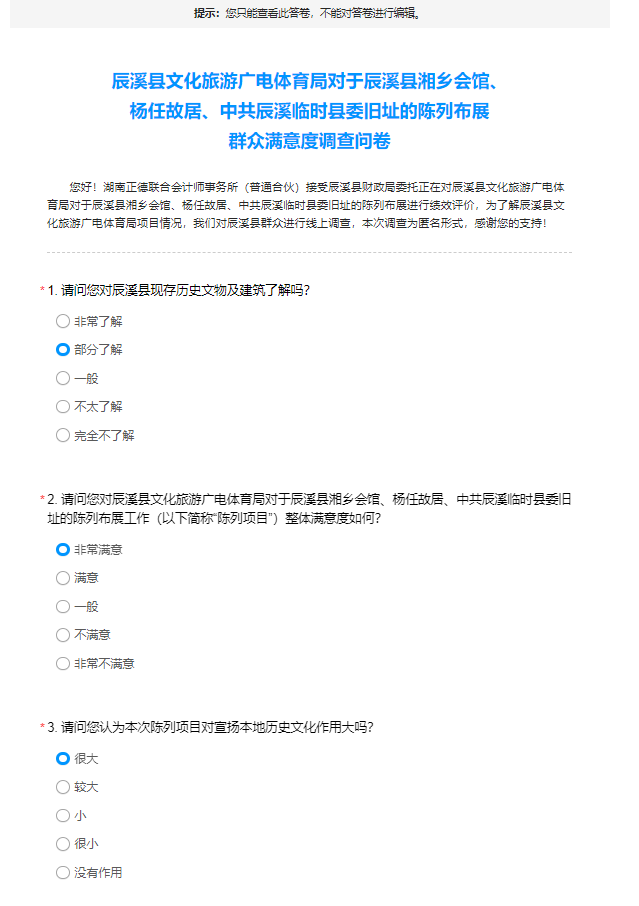 提示：您只能查看此答卷，不能对答卷进行编辑。
辰溪县文化旅游广电体育局对于辰溪县湘乡会馆、
杨任故居、中共辰溪临时县委旧址的陈列布展
群众满意度调查问卷
您好！湖南正德联合会计师事务所（普通合伙）接受辰溪县财政局委托正在对辰溪县文化旅游广电体
育局对于辰溪县湘乡会馆、杨任故居、中共辰溪临时县委旧址的陈列布展进行绩效评价，为了解辰溪县文
化旅游广电体育局项目情况，我们对辰溪县群众进行线上调查，本次调查为匿名形式，感谢您的支持！
* 1. 请问您对辰溪县现存历史文物及建筑了解吗？
非常了解
部分了解
一般
不太了解
完全不了解
* 2. 请问您对辰溪县文化旅游广电体育局对于辰溪县湘乡会馆、杨任故居、中共辰溪临时县委旧
址的陈列布展工作（以下简称“陈列项目”）整体满意度如何？
非常满意
满意
一般
不满意
非常不满意
* 3. 请问您认为本次陈列项目对宣扬本地历史文化作用大吗？
很大
较大
小
很小
没有作用